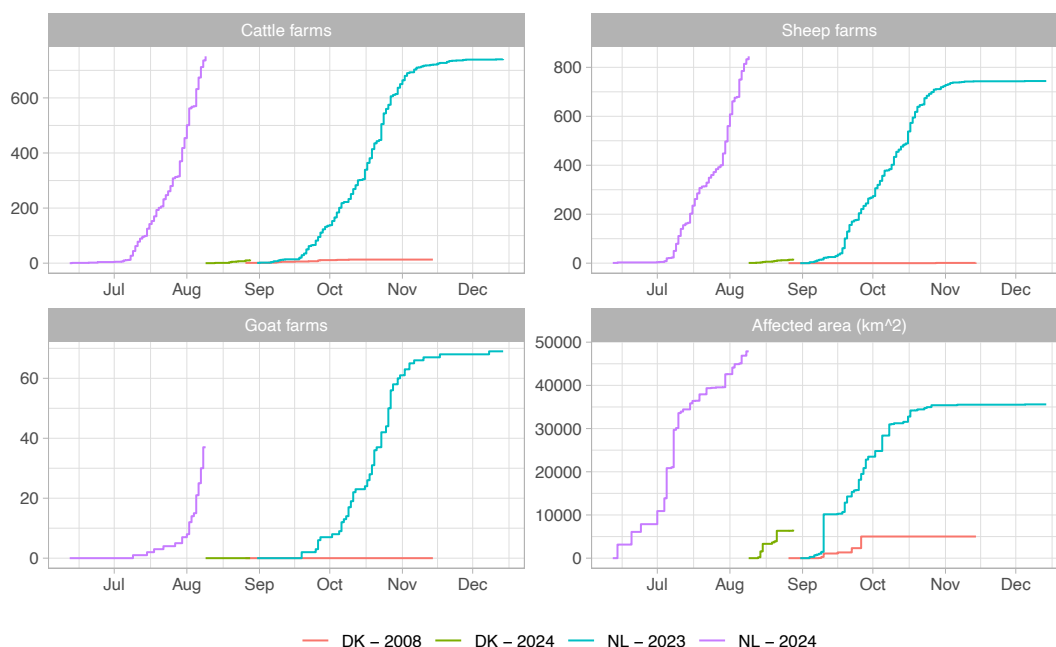 Cattle farms
600
400
200
0
Jul Aug Sep Oct Nov Dec
Sheep farms
800
600
400
200
0
Jul Aug Sep Oct Nov Dec
Goat farms
60
40
20
0
Jul Aug Sep Oct Nov Dec
Affected area (km^2)
50000
40000
30000
20000
10000
0
Jul Aug Sep Oct Nov Dec
DK – 2008 DK – 2024 NL – 2023 NL – 2024